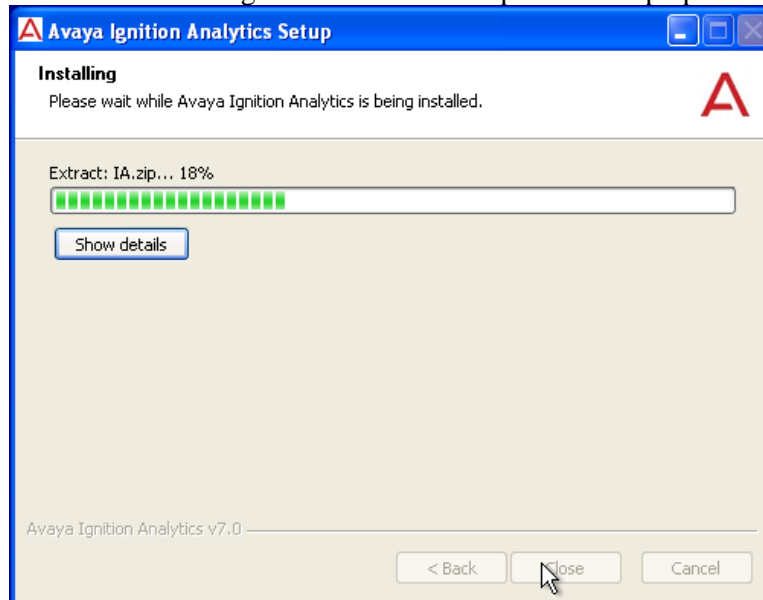 Avaya Ignition Analytics Setup
Installing
Please wait while Avaya Ignition Analytics is being installed.
Extract: IA.zip... 18%
Show details
Avaya Ignition Analytics v7.0
< Back Close Cancel